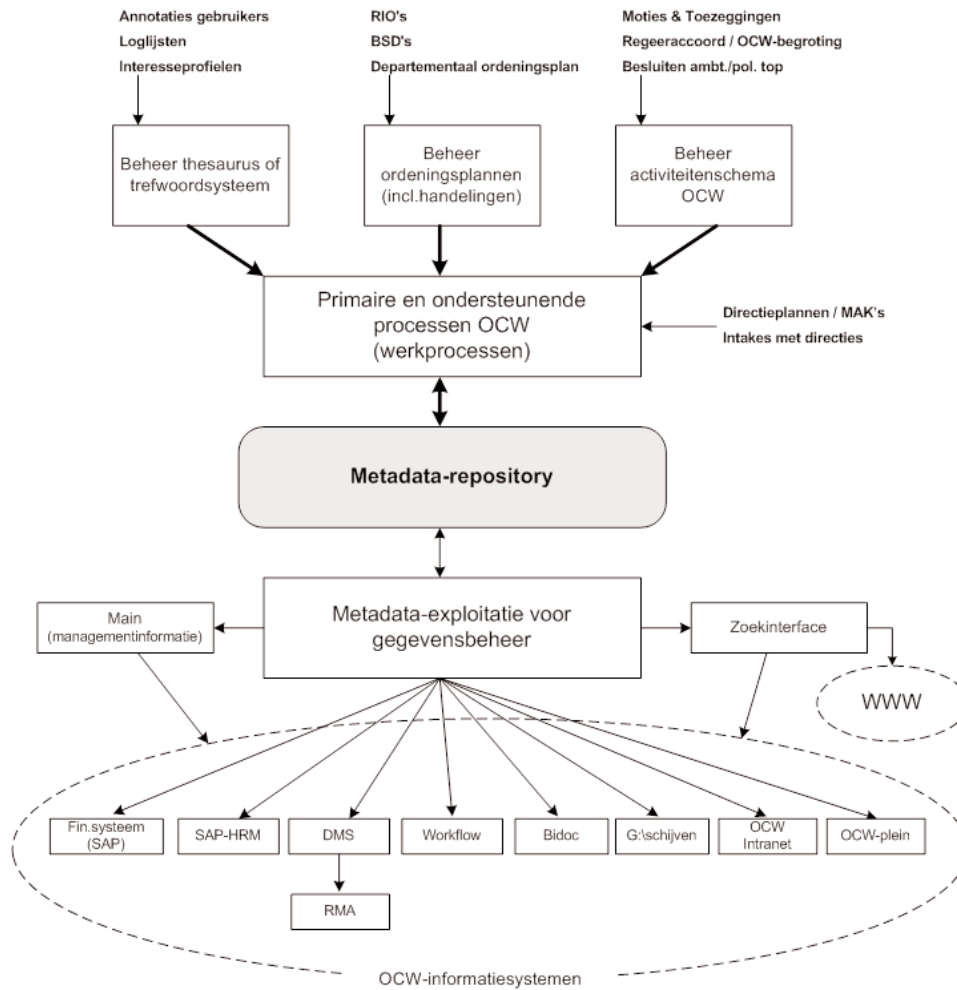 Annotaties gebruikers
Loglijsten
Interesseprofielen
RIO's
BSD's
Departementaal ordeningsplan
Moties & Toezeggingen
Regeeraccoord / OCW-begroting
Besluiten ambt./pol. top
Beheer thesaurus of
trefwoordsysteem
Beheer
ordeningsplannen
(incl.handelingen)
Beheer
activiteitenschema
OCW
Primaire en ondersteunende
processen OCW
(werkprocessen)
Directieplannen / MAK's
Intakes met directies
Metadata-repository
Main
(managementinformatie)
Metadata-exploitatie voor
gegevensbeheer
Zoekinterface
WWW
Fin.systeem
(SAP)
SAP-HRM
DMS
Workflow
Bidoc
G:\schijven
OCW
Intranet
OCW-plein
RMA
OCW-informatiesystemen